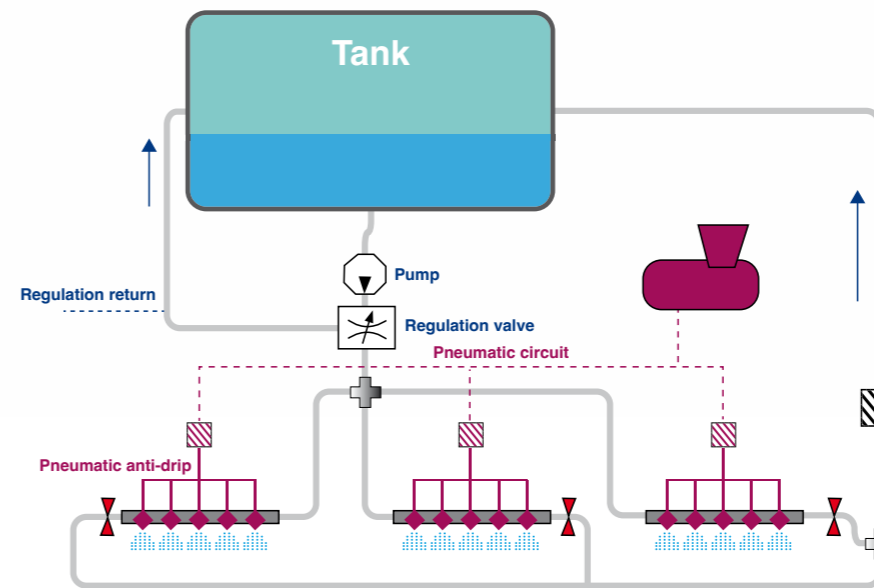 Tank
Pump
Regulation return
Regulation valve
Pneumatic circuit
Pneumatic anti-drip